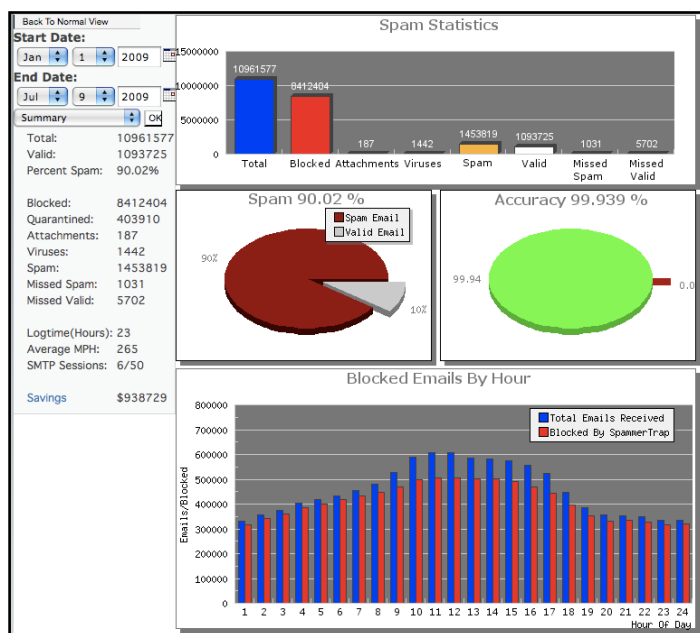 Back To Normal View
Start Date:
Jan 1 2009
End Date:
Jul 9 2009
Summary OK
Total: 10961577
Valid: 1093725
Percent Spam: 90.02%
Blocked: 8412404
Quarantined: 403910
Attachments: 187
Viruses: 1442
Spam: 1453819
Missed Spam: 1031
Missed Valid: 5702
Logtime(Hours): 23
Average MPH: 265
SMTP Sessions: 6/50
Savings $938729
Spam Statistics
15000000
10000000
5000000
0
10961577
8412404
187
1442
1453819
1093725
1031
5702
Total Blocked Attachments Viruses Spam Valid Missed Spam Missed Valid
Spam 90.02 %
Spam Email
Valid Email
90%
10%
Accuracy 99.939 %
99.94
0.0
Blocked Emails By Hour
Total Emails Received
Blocked By SpammerTrap
Emails/Blocked
800000
700000
600000
500000
400000
300000
200000
100000
0
1 2 3 4 5 6 7 8 9 10 11 12 13 14 15 16 17 18 19 20 21 22 23 24
Hour Of Day